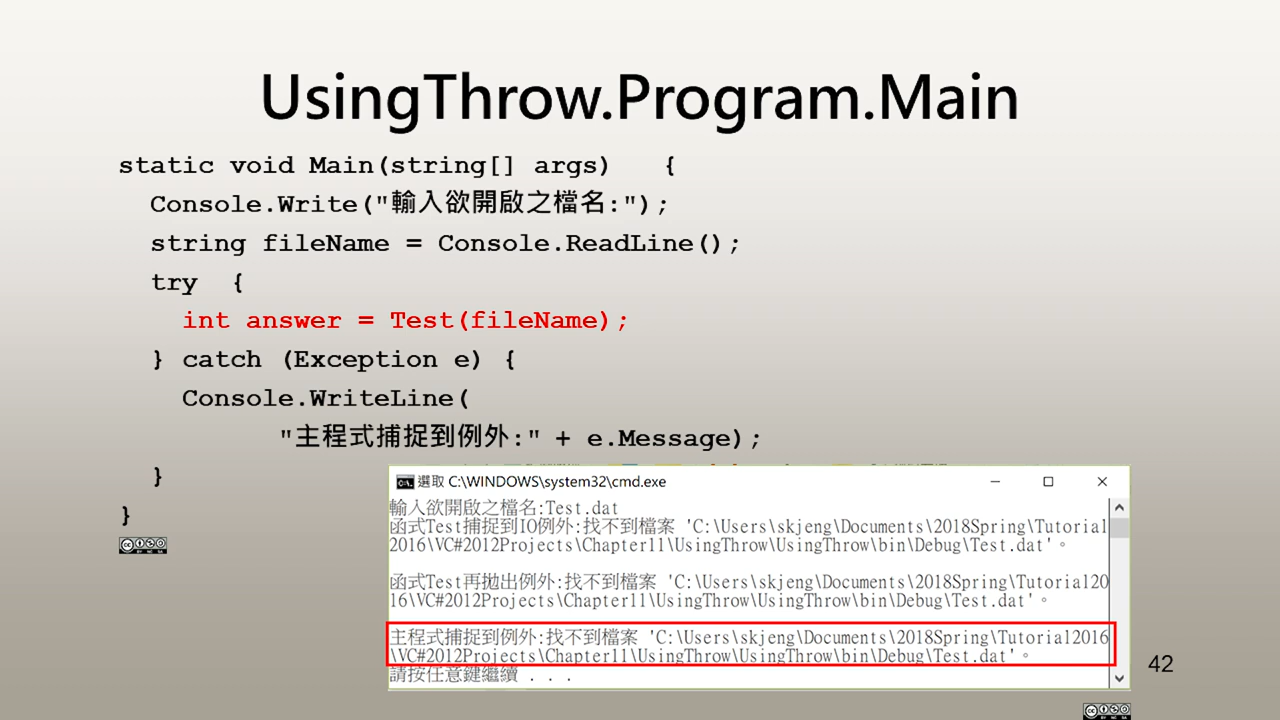 UsingThrow.Program.Main
static void Main(string[] args) {
Console.Write("輸入欲開啟之檔名:");
string fileName = Console.ReadLine();
try {
int answer = Test(fileName);
} catch (Exception e) {
Console.WriteLine(
"主程式捕捉到例外:" + e.Message);
}
}
選取 C:\WINDOWS\system32\cmd.exe
輸入欲開啟之檔名:Test.dat
函式Test捕捉到IO例外:找不到檔案 'C:\Users\skjeng\Documents\2018Spring\Tutorial
2016\VC#2012Projects\Chapter11\UsingThrow\UsingThrow\bin\Debug\Test.dat'。
函式Test再拋出例外:找不到檔案 'C:\Users\skjeng\Documents\2018Spring\Tutorial20
16\VC#2012Projects\Chapter11\UsingThrow\UsingThrow\bin\Debug\Test.dat'。
主程式捕捉到例外:找不到檔案 'C:\Users\skjeng\Documents\2018Spring\Tutorial2016
\VC#2012Projects\Chapter11\UsingThrow\UsingThrow\bin\Debug\Test.dat'。
請按任意鍵繼續 . . .
42